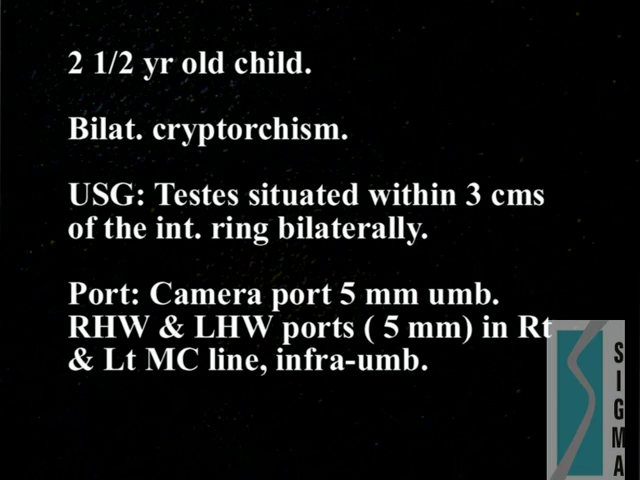 2 1/2 yr old child.
Bilat. cryptorchism.
USG: Testes situated within 3 cms
of the int. ring bilaterally.
Port: Camera port 5 mm umb.
RHW & LHW ports ( 5 mm) in Rt
& Lt MC line, infra-umb.
SIGMA